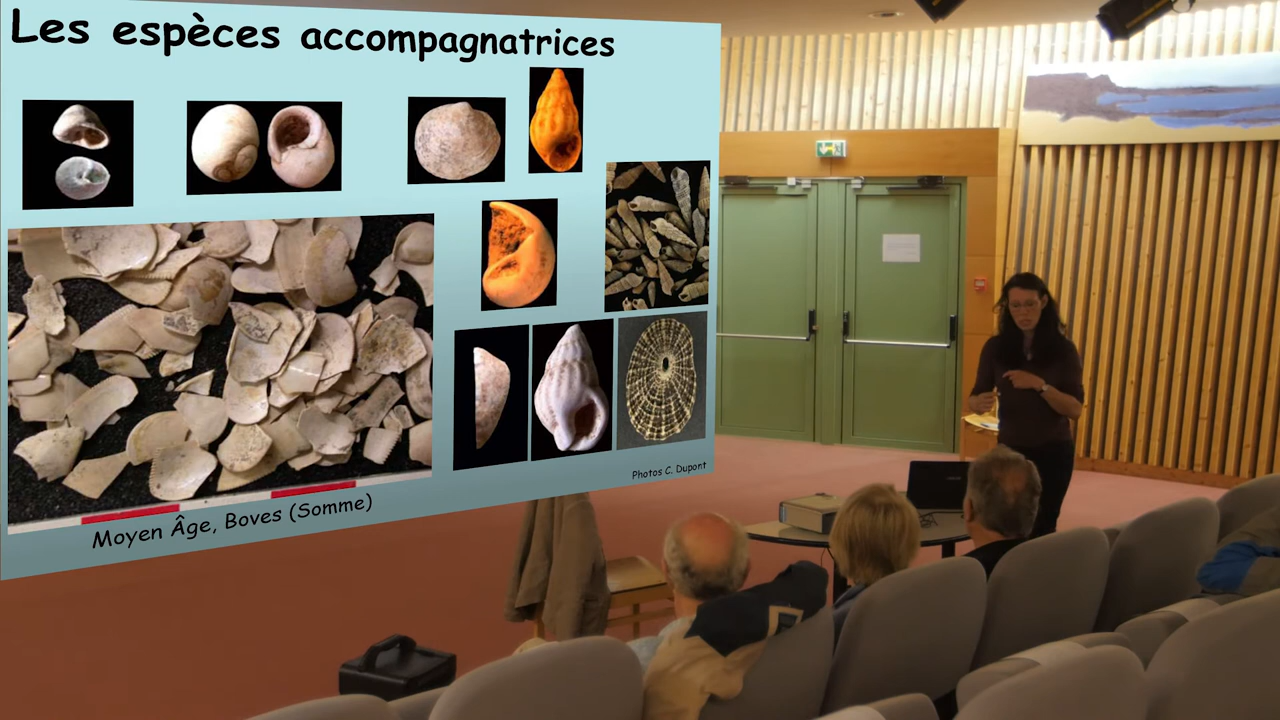 Les espèces accompagnatrices
Photos C. Dupont
Moyen Âge, Boves (Somme)